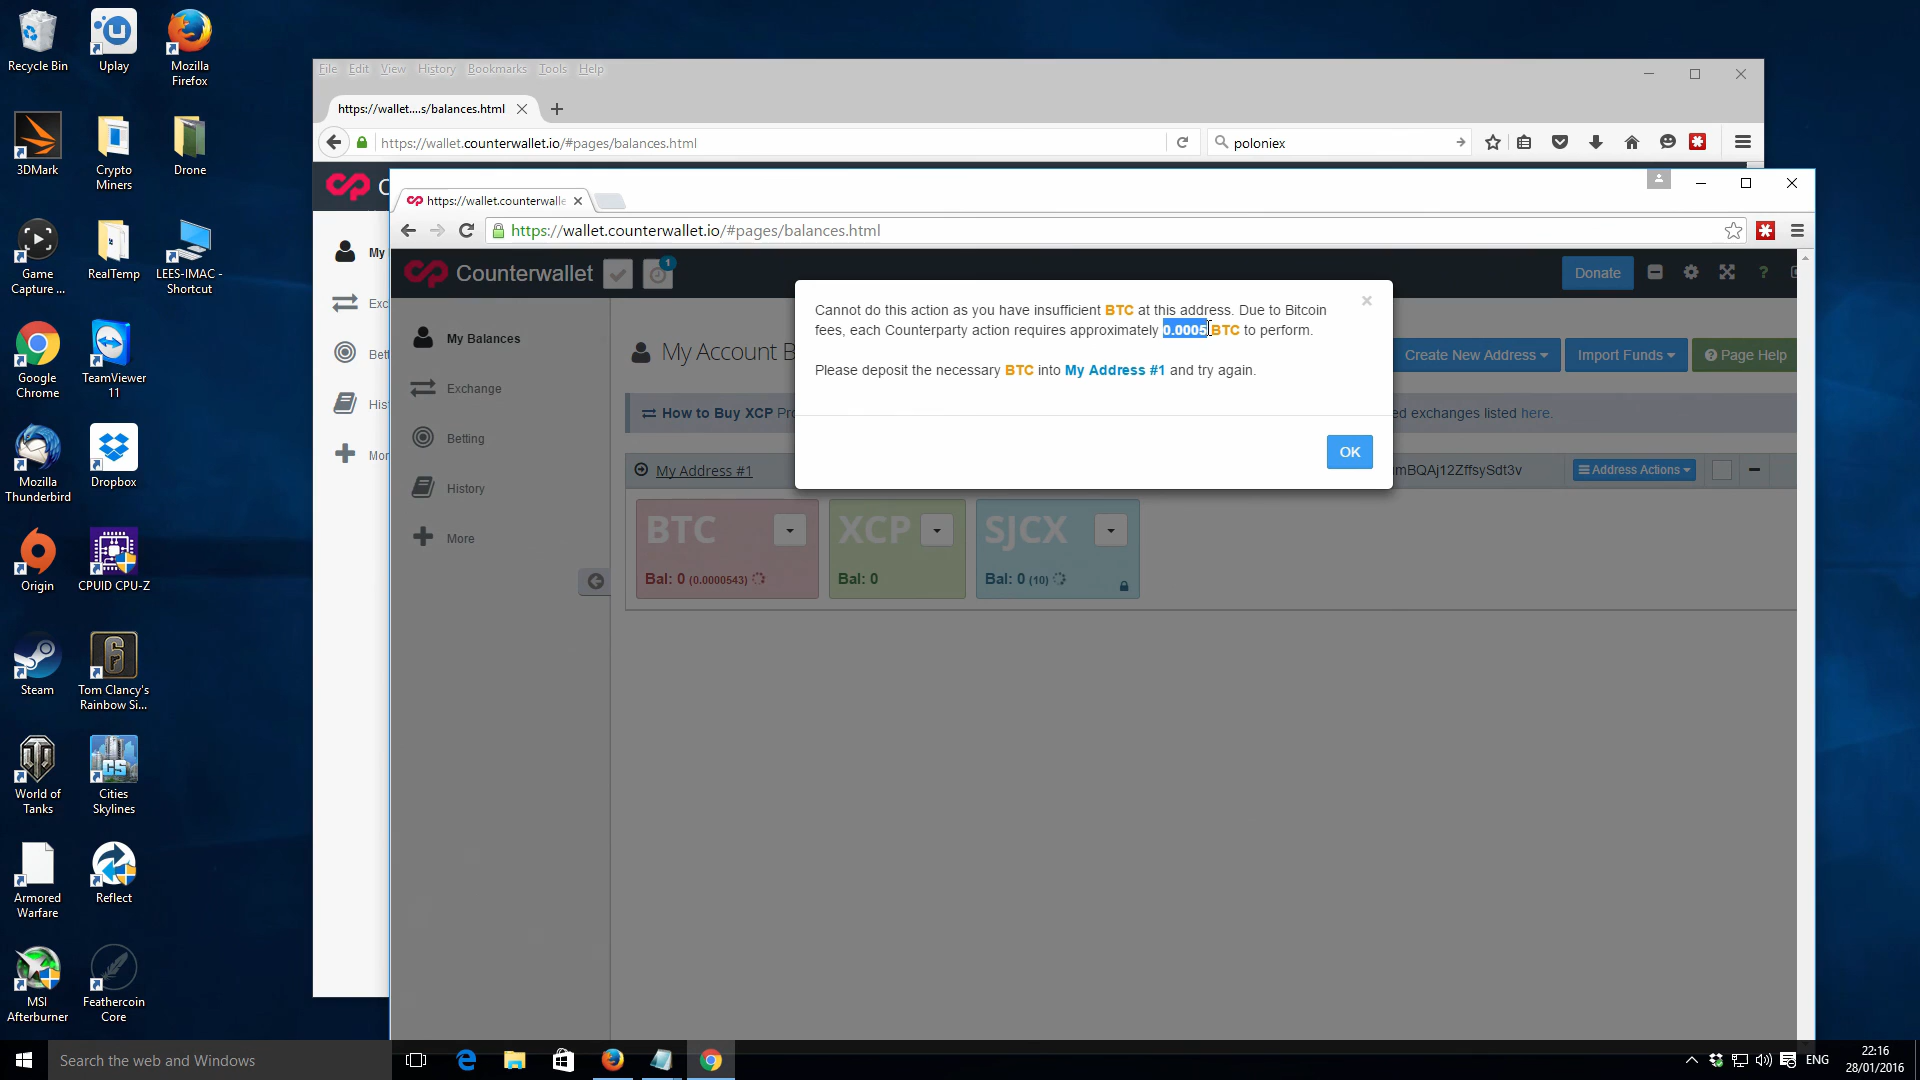 Recycle Bin
Uplay
Mozilla
Firefox
3DMark
Crypto
Miners
Drone
Game
Capture ...
RealTemp
LEES-IMAC -
Shortcut
Google
Chrome
TeamViewer
11
Mozilla
Thunderbird
Dropbox
Origin
CPUID CPU-Z
Steam
Tom Clancy's
Rainbow Si...
World of
Tanks
Cities
Skylines
Armored
Warfare
Reflect
MSI
Afterburner
Feathercoin
Core
File Edit View History Bookmarks Tools Help
https://wallet....s/balances.html
https://wallet.counterwallet.io/#pages/balances.html
poloniex
C
My
Exc
Bet
His
Mor
https://wallet.counterwalle
https://wallet.counterwallet.io/#pages/balances.html
Counterwallet
1
Donate
?
My Balances
Exchange
Betting
History
More
My Account B
Create New Address
Import Funds
Page Help
How to Buy XCP Pr
ed exchanges listed here.
My Address #1
mBQAj12ZffsySdt3v
Address Actions
BTC
Bal: 0 (0.0000543)
XCP
Bal: 0
SJCX
Bal: 0 (10)
Cannot do this action as you have insufficient BTC at this address. Due to Bitcoin
fees, each Counterparty action requires approximately 0.0005 BTC to perform.
Please deposit the necessary BTC into My Address #1 and try again.
OK
Search the web and Windows
ENG
22:16
28/01/2016